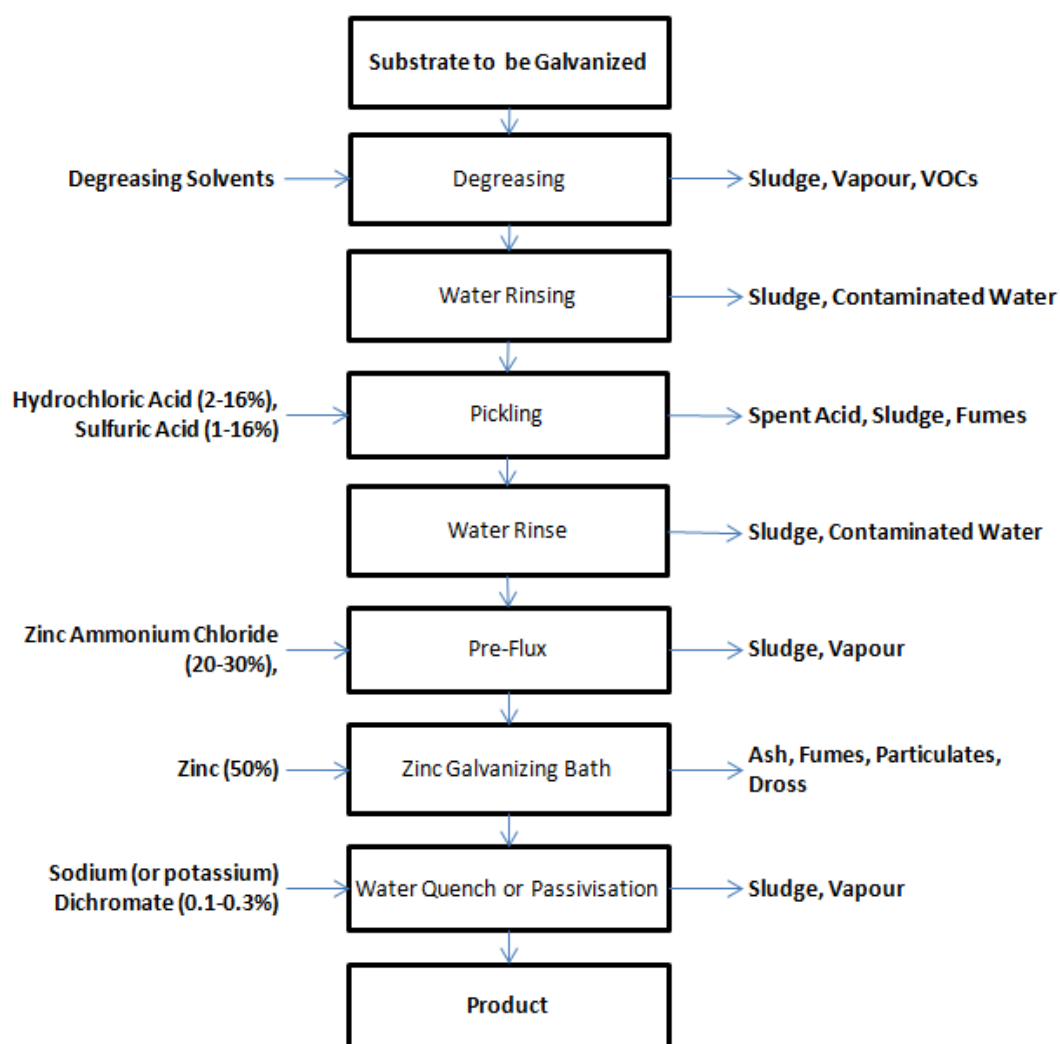 Substrate to be Galvanized
Degreasing Solvents
Degreasing
Sludge, Vapour, VOCs
Water Rinsing
Sludge, Contaminated Water
Hydrochloric Acid (2-16%),
Sulfuric Acid (1-16%)
Pickling
Spent Acid, Sludge, Fumes
Water Rinse
Sludge, Contaminated Water
Zinc Ammonium Chloride
(20-30%),
Pre-Flux
Sludge, Vapour
Zinc (50%)
Zinc Galvanizing Bath
Ash, Fumes, Particulates,
Dross
Sodium (or potassium)
Dichromate (0.1-0.3%)
Water Quench or Passivisation
Sludge, Vapour
Product